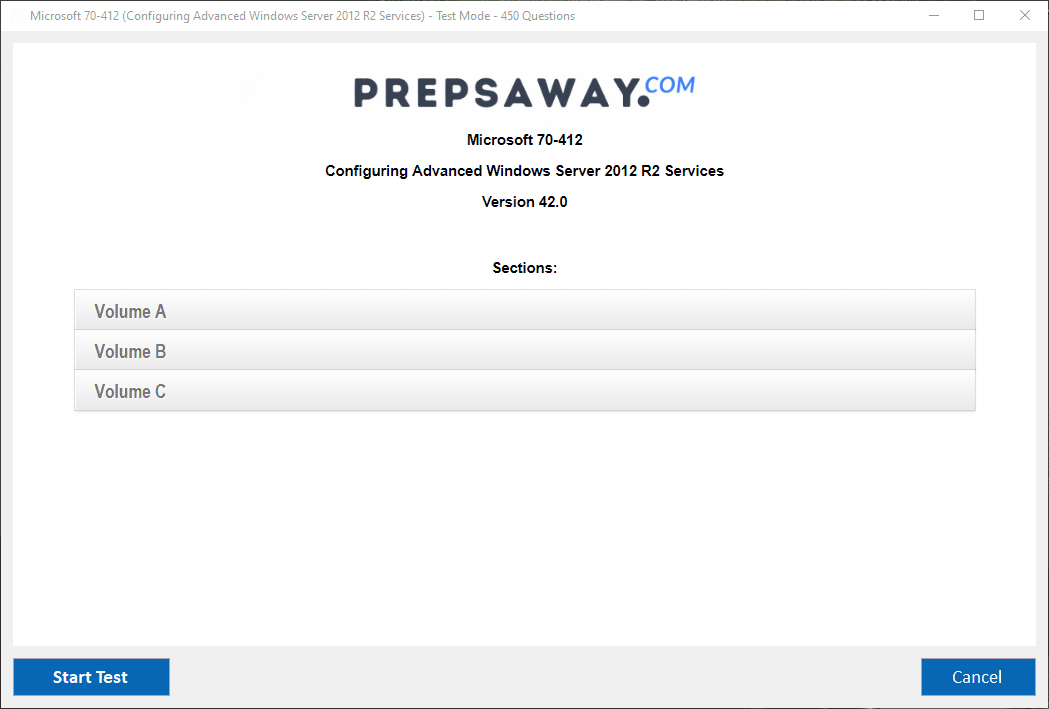 Microsoft 70-412 (Configuring Advanced Windows Server 2012 R2 Services) - Test Mode - 450 Questions
PREPSAWAY.COM
Microsoft 70-412
Configuring Advanced Windows Server 2012 R2 Services
Version 42.0
Sections:
Volume A
Volume B
Volume C
Start Test
Cancel